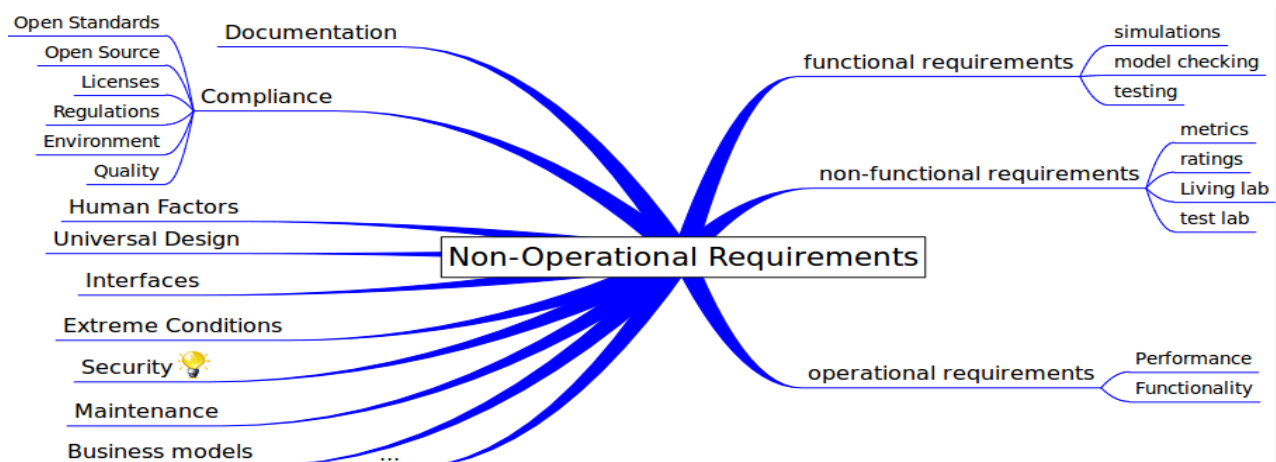 Documentation
Open Standards
Open Source
Licenses
Regulations
Environment
Quality
Compliance
Human Factors
Universal Design
Interfaces
Extreme Conditions
Security
Maintenance
Business models
...
Non-Operational Requirements
functional requirements
simulations
model checking
testing
non-functional requirements
metrics
ratings
Living lab
test lab
operational requirements
Performance
Functionality